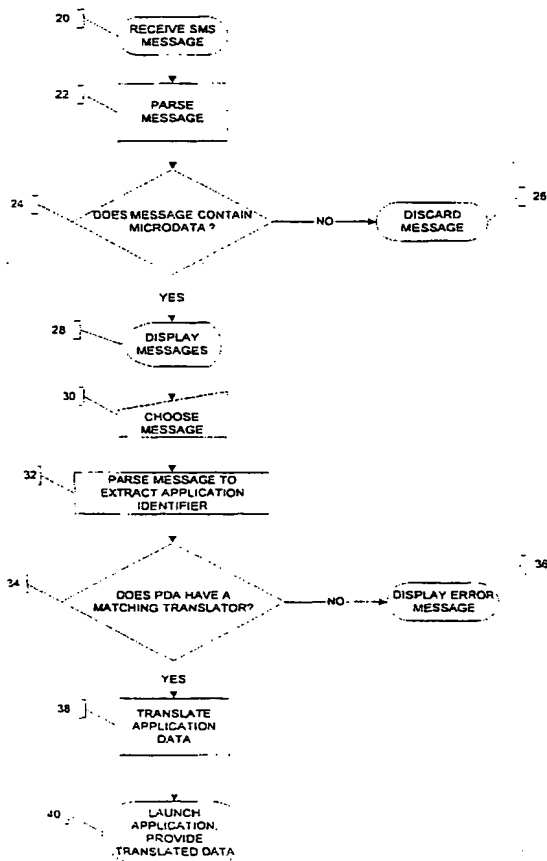 20
RECEIVE SMS
MESSAGE
22
PARSE
MESSAGE
24
DOES MESSAGE CONTAIN
MICRODATA?
NO
DISCARD
MESSAGE
26
YES
28
DISPLAY
MESSAGES
30
CHOOSE
MESSAGE
32
PARSE MESSAGE TO
EXTRACT APPLICATION
IDENTIFIER
34
DOES PDA HAVE A
MATCHING TRANSLATOR?
NO
DISPLAY ERROR
MESSAGE
36
YES
38
TRANSLATE
APPLICATION
DATA
40
LAUNCH
APPLICATION,
PROVIDE
TRANSLATED DATA